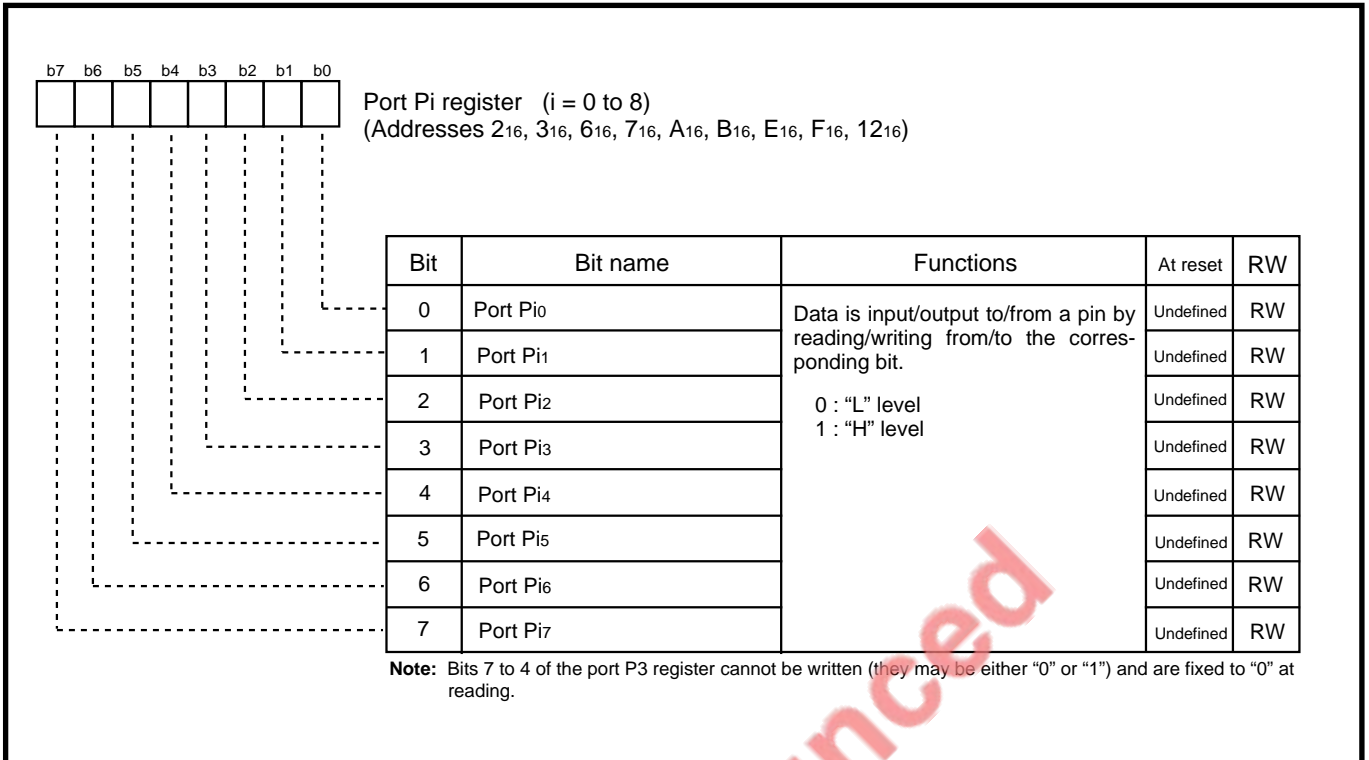 b7 b6 b5 b4 b3 b2 b1 b0
Port Pi register (i = 0 to 8)
(Addresses 2₁₆, 3₁₆, 6₁₆, 7₁₆, A₁₆, B₁₆, E₁₆, F₁₆, 12₁₆)
Bit Bit name Functions At reset RW
0 Port Pi₀ Undefined RW
1 Port Pi₁ Undefined RW
2 Port Pi₂ Undefined RW
3 Port Pi₃ Undefined RW
4 Port Pi₄ Undefined RW
5 Port Pi₅ Undefined RW
6 Port Pi₆ Undefined RW
7 Port Pi₇ Undefined RW
Data is input/output to/from a pin by
reading/writing from/to the corres-
ponding bit.
0 : “L” level
1 : “H” level
Note: Bits 7 to 4 of the port P3 register cannot be written (they may be either “0” or “1”) and are fixed to “0” at
reading.
nced